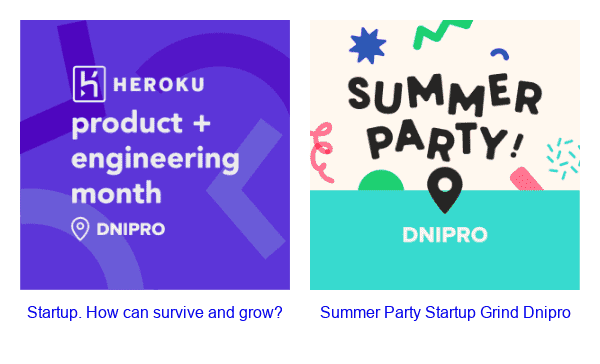 HEROKU
product +
engineering
month
DNIPRO
Startup. How can survive and grow?
SUMMER
PARTY!
DNIPRO
Summer Party Startup Grind Dnipro